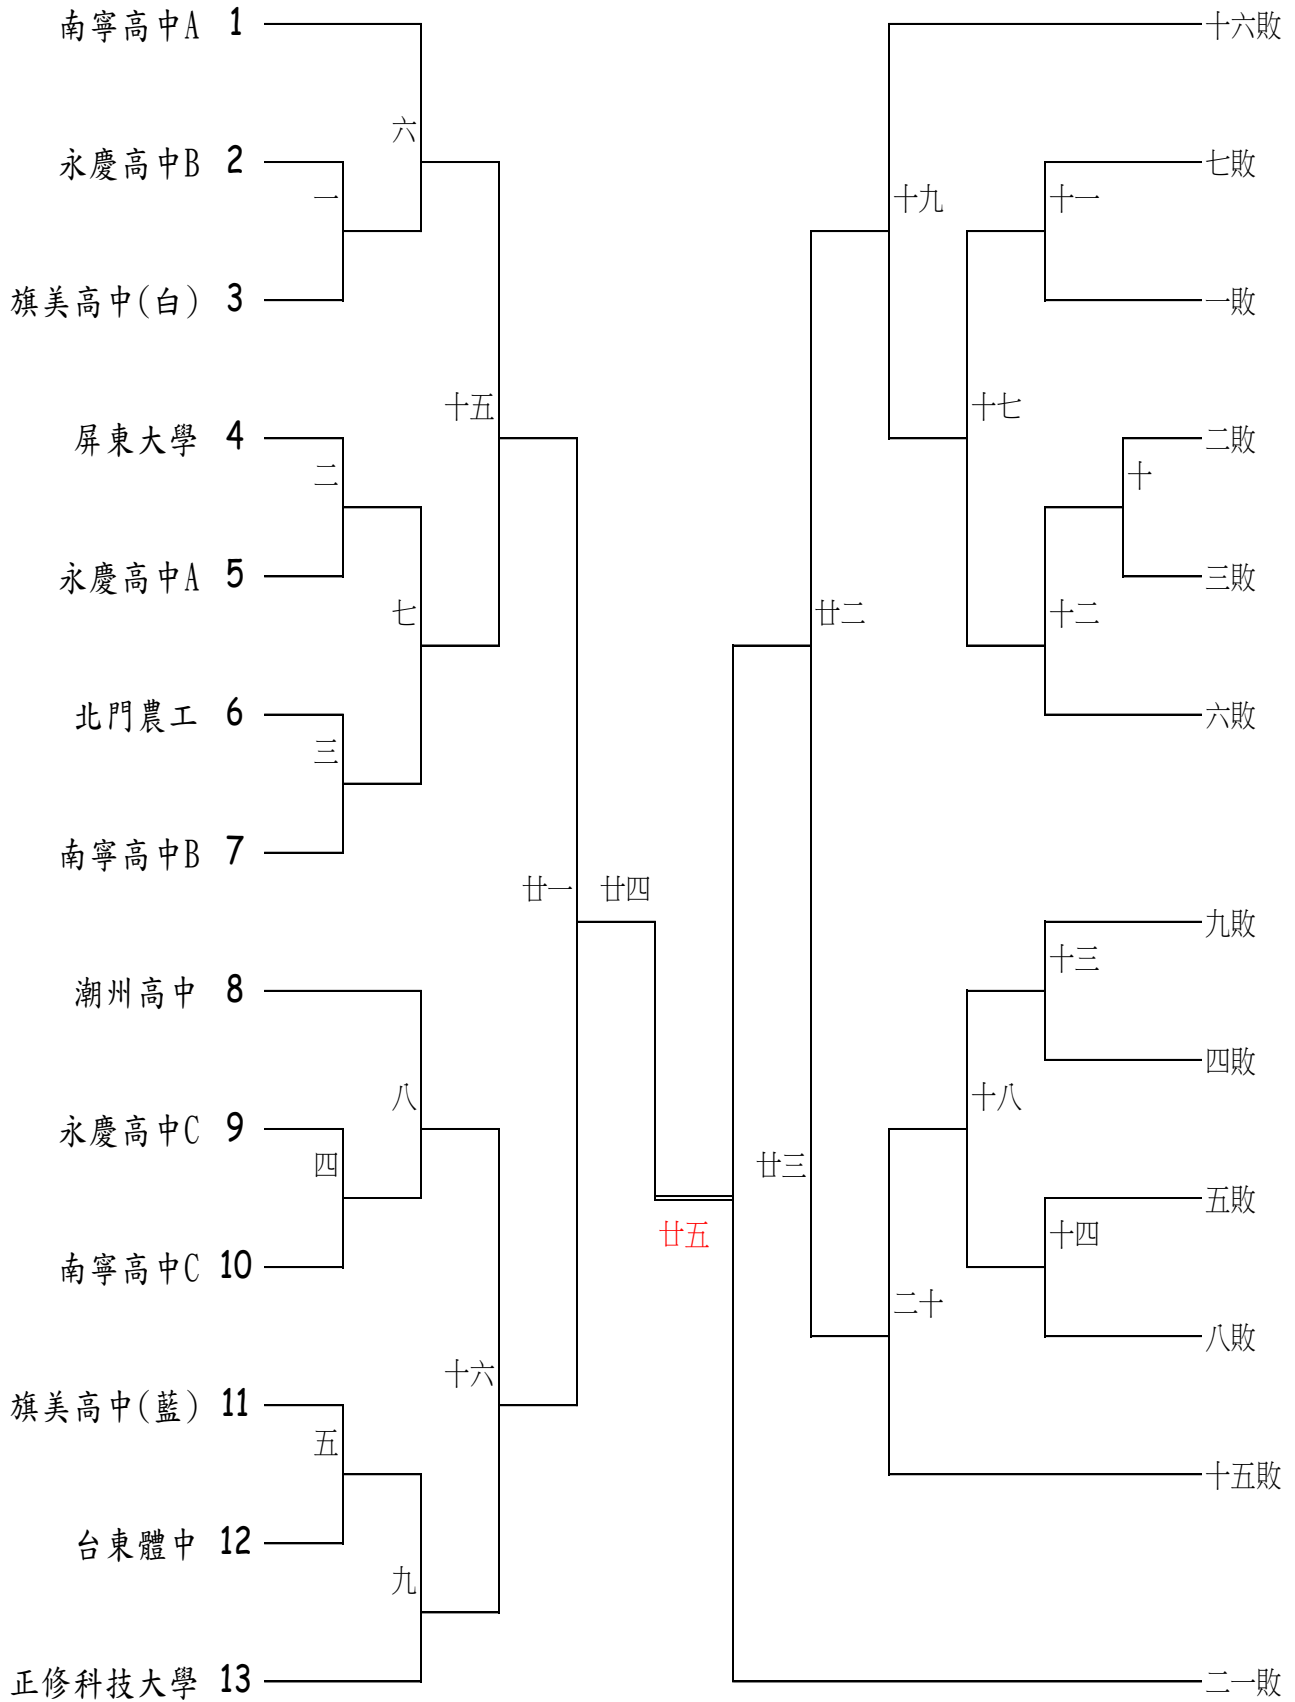 南寧高中A 1
十六敗
六
永慶高中B 2
七敗
一
十九
十一
旗美高中(白) 3
一敗
十五
十七
屏東大學 4
二敗
二
十
永慶高中A 5
三敗
七
廿二
十二
北門農工 6
六敗
三
南寧高中B 7
廿一
廿四
九敗
十三
潮州高中 8
四敗
八
十八
永慶高中C 9
四
廿三
五敗
廿五
十四
南寧高中C 10
二十
八敗
十六
旗美高中(藍) 11
五
十五敗
台東體中 12
九
正修科技大學 13
二一敗